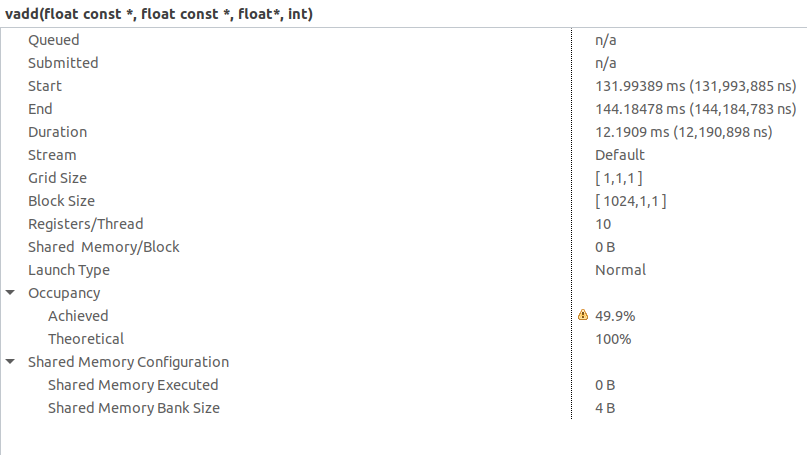 vadd(float const *, float const *, float*, int)
Queued n/a
Submitted n/a
Start 131.99389 ms (131,993,885 ns)
End 144.18478 ms (144,184,783 ns)
Duration 12.1909 ms (12,190,898 ns)
Stream Default
Grid Size [ 1,1,1 ]
Block Size [ 1024,1,1 ]
Registers/Thread 10
Shared Memory/Block 0 B
Launch Type Normal
Occupancy
Achieved 49.9%
Theoretical 100%
Shared Memory Configuration
Shared Memory Executed 0 B
Shared Memory Bank Size 4 B